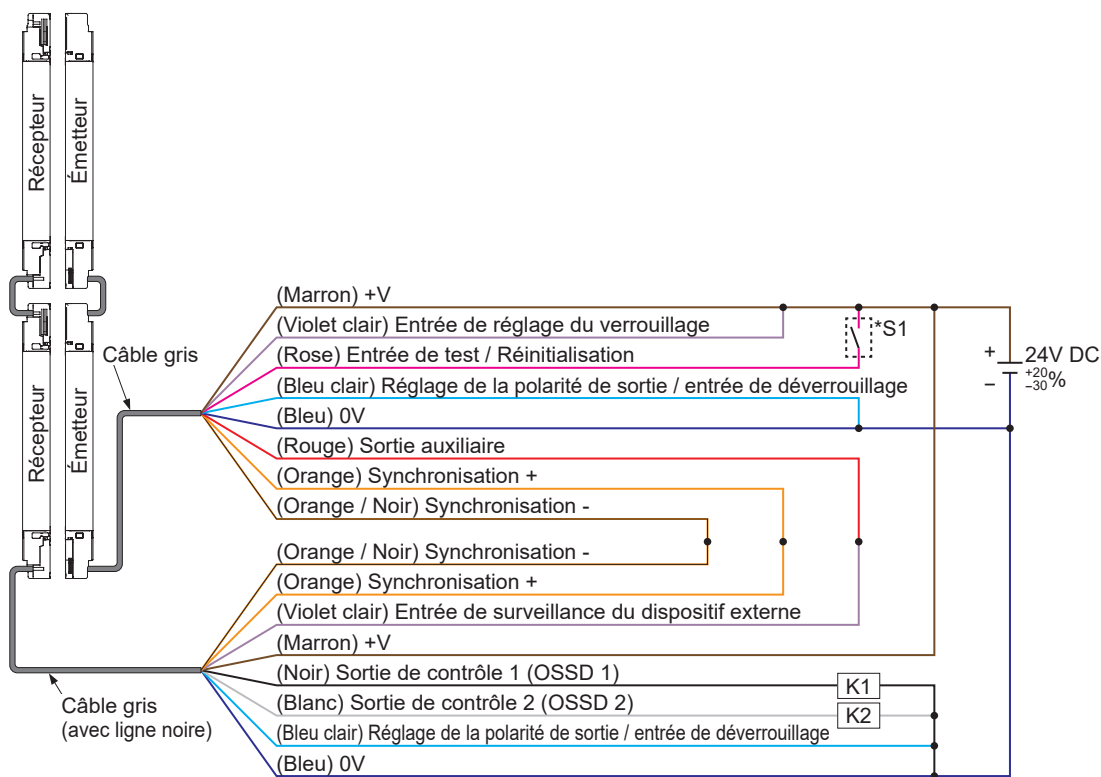 Récepteur
Émetteur
Récepteur
Émetteur
Câble gris
(Marron) +V
(Violet clair) Entrée de réglage du verrouillage
(Rose) Entrée de test / Réinitialisation
(Bleu clair) Réglage de la polarité de sortie / entrée de déverrouillage
(Bleu) 0V
(Rouge) Sortie auxiliaire
(Orange) Synchronisation +
(Orange / Noir) Synchronisation -
*S1
+
−
24V DC
+20
−30 %
(Orange / Noir) Synchronisation -
(Orange) Synchronisation +
(Violet clair) Entrée de surveillance du dispositif externe
(Marron) +V
(Noir) Sortie de contrôle 1 (OSSD 1)
K1
(Blanc) Sortie de contrôle 2 (OSSD 2)
K2
(Bleu clair) Réglage de la polarité de sortie / entrée de déverrouillage
(Bleu) 0V
Câble gris
(avec ligne noire)